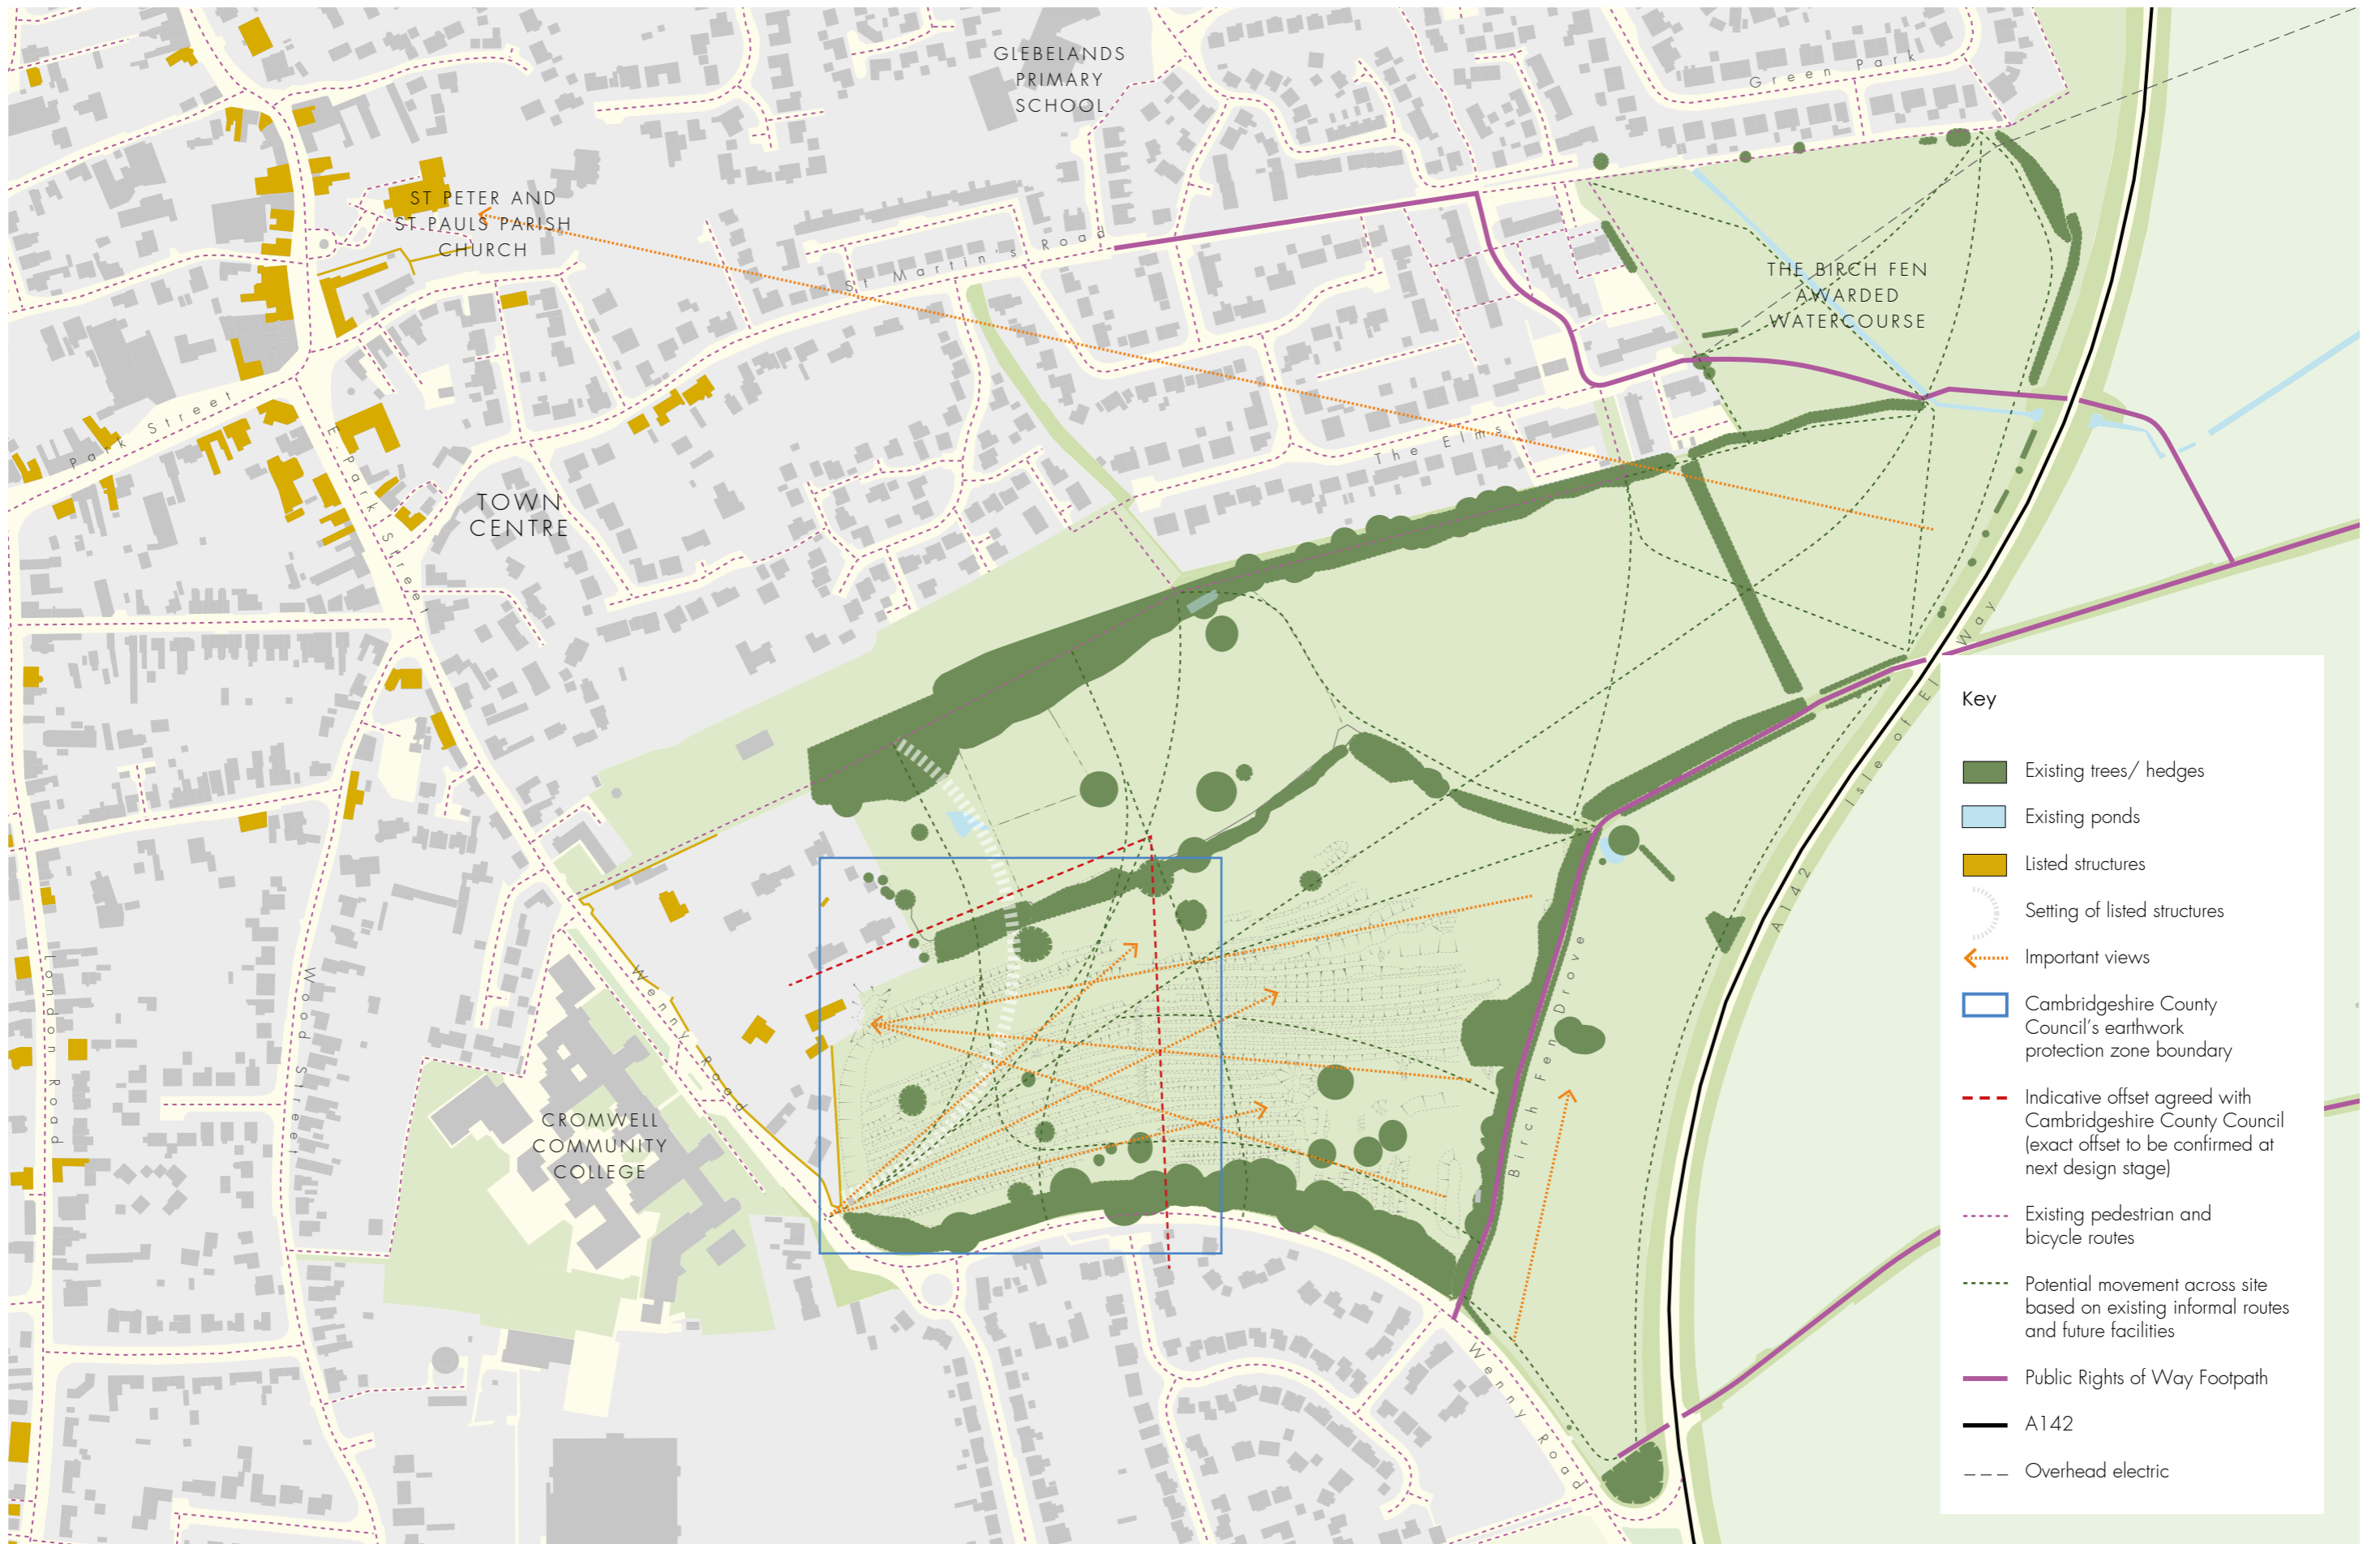 GLEBELANDS
PRIMARY
SCHOOL
Green Park
ST PETER AND
ST PAULS PARISH
CHURCH
St Martin's Road
THE BIRCH FEN
AWARDED
WATERCOURSE
Park Street
E Park Street
The Elms
TOWN
CENTRE
Wenny Road
London Road
Wood Street
CROMWELL
COMMUNITY
COLLEGE
Birch Fen Drove
A142 Isle of El Way
Wenny Road
Key
Existing trees/ hedges
Existing ponds
Listed structures
Setting of listed structures
Important views
Cambridgeshire County
Council's earthwork
protection zone boundary
Indicative offset agreed with
Cambridgeshire County Council
(exact offset to be confirmed at
next design stage)
Existing pedestrian and
bicycle routes
Potential movement across site
based on existing informal routes
and future facilities
Public Rights of Way Footpath
A142
Overhead electric